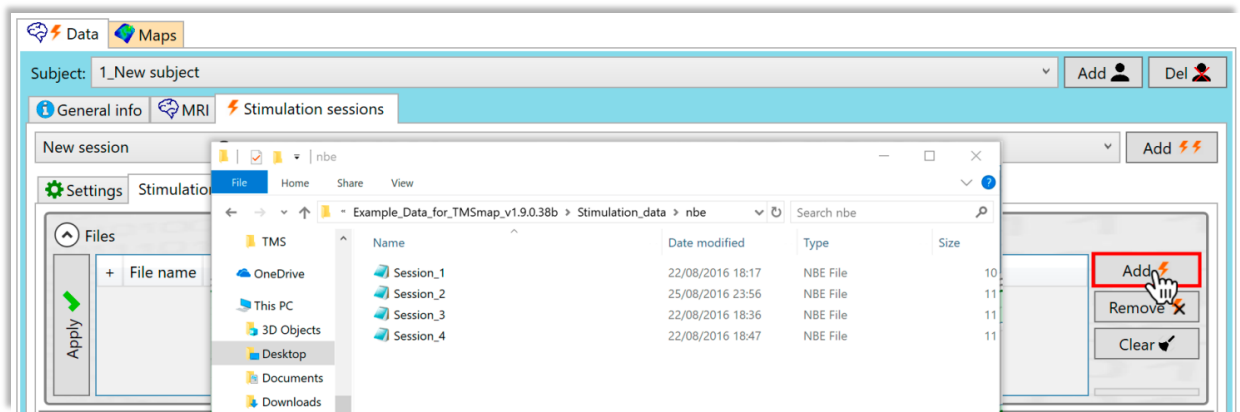 Data Maps
Subject: 1_New subject Add Del
General info MRI Stimulation sessions
New session Add
nbe
Settings Stimulation
File Home Share View
Example_Data_for_TMSmap_v1.9.0.38b > Stimulation_data > nbe Search nbe
Files
TMS Name Date modified Type Size
+ File name Add
OneDrive Session_1 22/08/2016 18:17 NBE File 10
Session_2 25/08/2016 23:56 NBE File 11
This PC Remove
Session_3 22/08/2016 18:36 NBE File 11
3D Objects
Session_4 22/08/2016 18:47 NBE File 11
Apply Clear
Desktop
Documents
Downloads